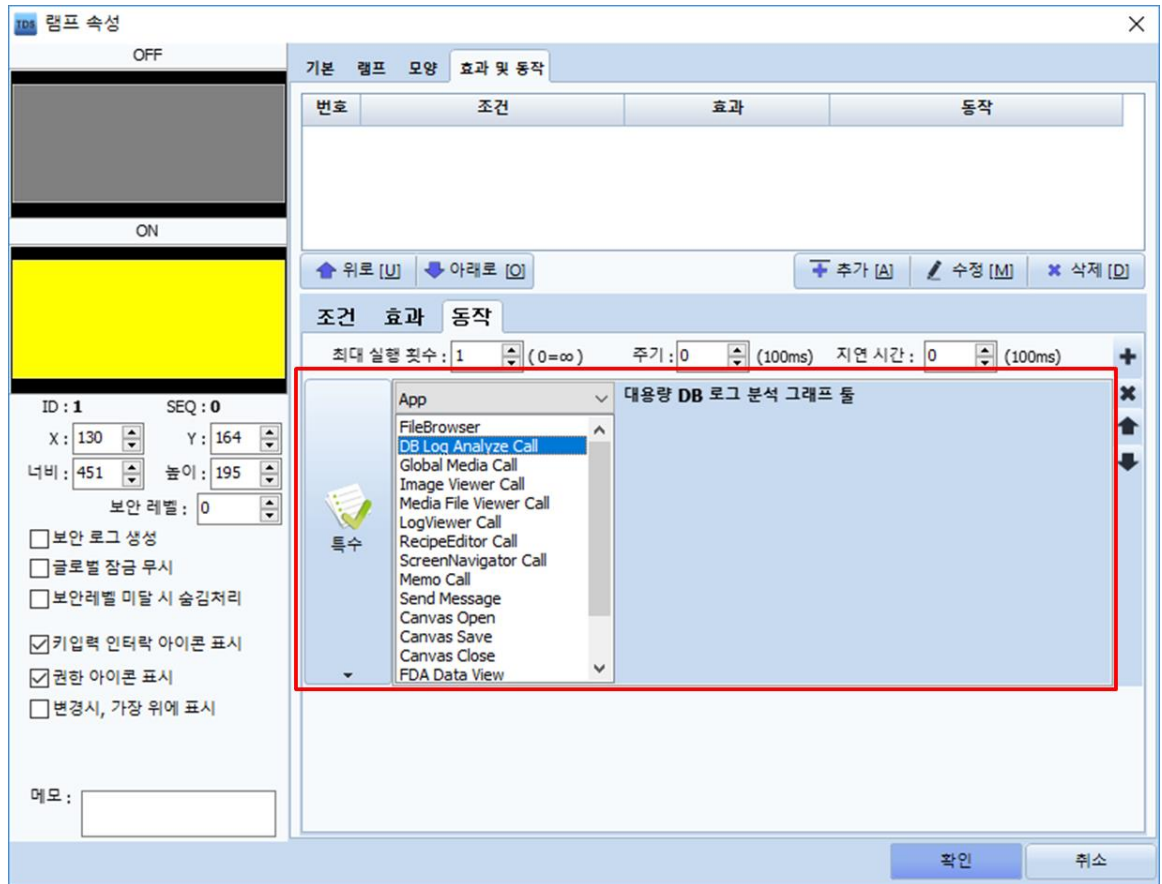 TDS 램프 속성
OFF
ON
ID : 1 SEQ : 0
X : 130 Y : 164
너비 : 451 높이 : 195
보안 레벨 : 0
보안 로그 생성
글로벌 잠금 무시
보안레벨 미달 시 숨김처리
키입력 인터락 아이콘 표시
권한 아이콘 표시
변경시, 가장 위에 표시
메모 :
기본 램프 모양 효과 및 동작
번호 조건 효과 동작
위로 [U] 아래로 [O] 추가 [A] 수정 [M] 삭제 [D]
조건 효과 동작
최대 실행 횟수 : 1 ( 0=∞ ) 주기 : 0 (100ms) 지연 시간 : 0 (100ms)
특수
App
FileBrowser
DB Log Analyze Call
Global Media Call
Image Viewer Call
Media File Viewer Call
LogViewer Call
RecipeEditor Call
ScreenNavigator Call
Memo Call
Send Message
Canvas Open
Canvas Save
Canvas Close
FDA Data View
대용량 DB 로그 분석 그래프 툴
확인 취소